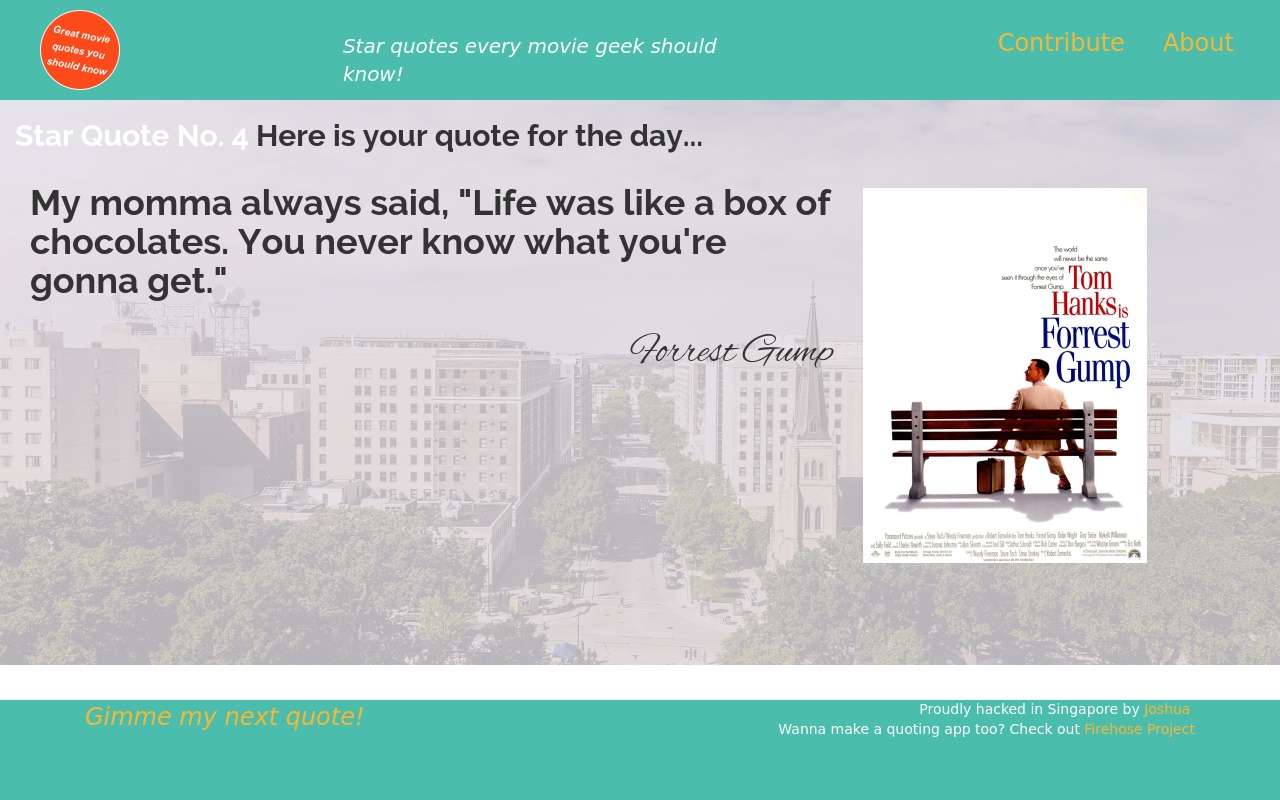 Great movie
quotes you
should know
Star quotes every movie geek should
know!
Contribute
About
Star Quote No. 4 Here is your quote for the day...
My momma always said, "Life was like a box of
chocolates. You never know what you're
gonna get."
Forrest Gump
The world
will never be the same
once you've
seen it through the eyes of
Forrest Gump.
Tom
Hanks is
Forrest
Gump
Gimme my next quote!
Proudly hacked in Singapore by Joshua
Wanna make a quoting app too? Check out Firehose Project